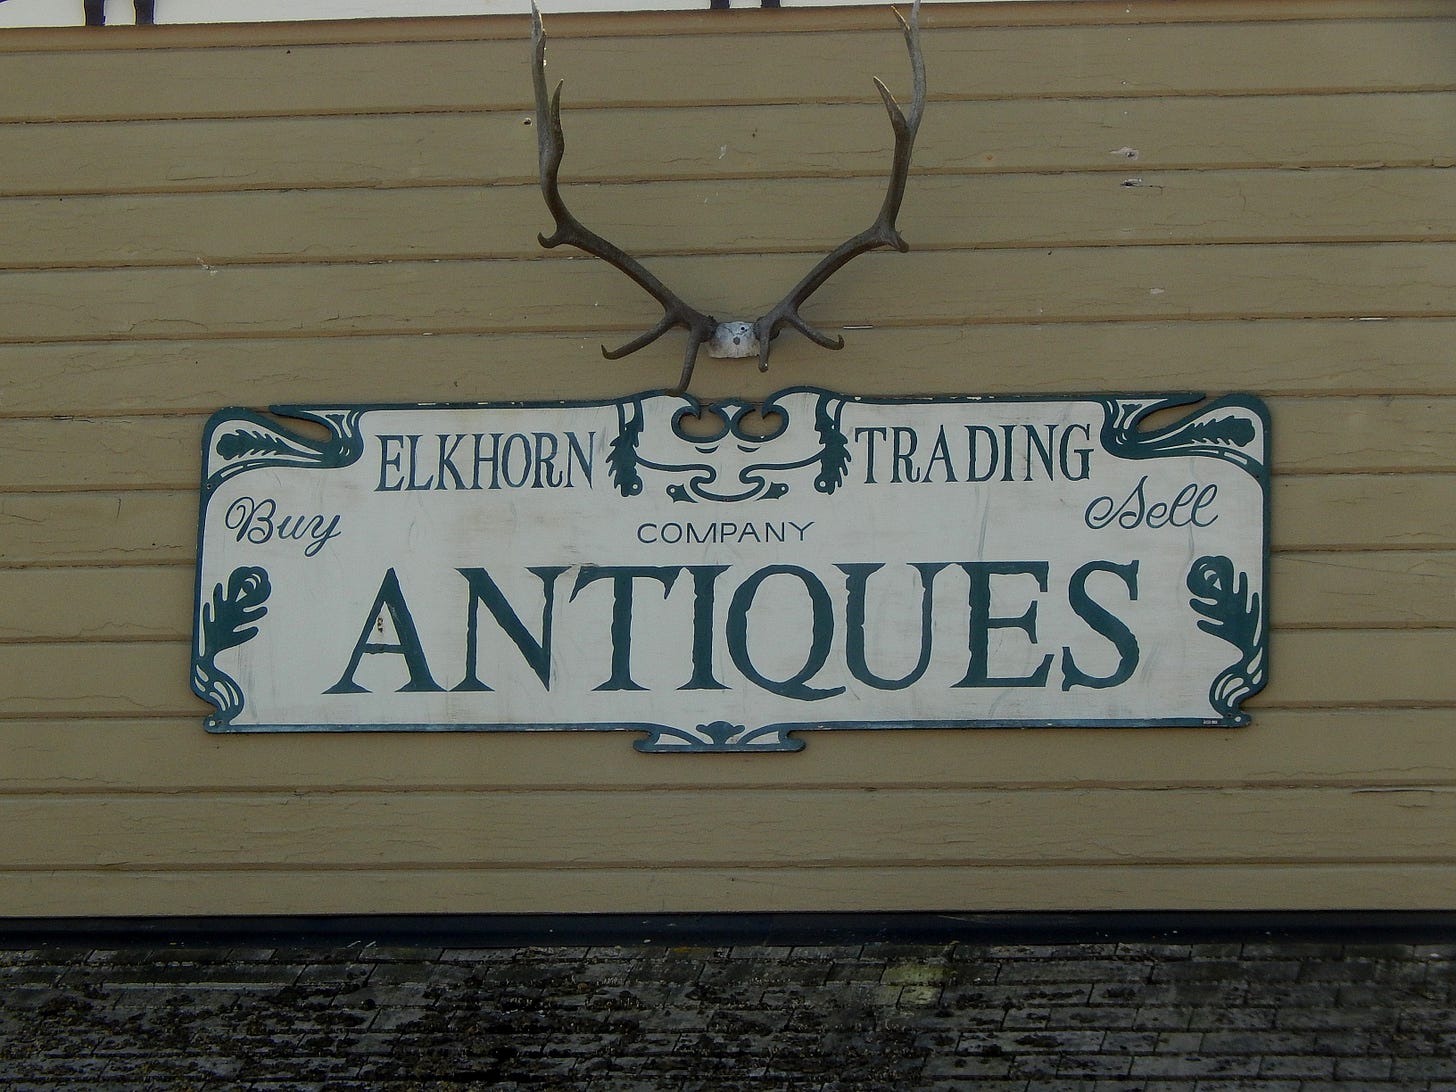 ELKHORN TRADING
Buy Sell
COMPANY
ANTIQUES